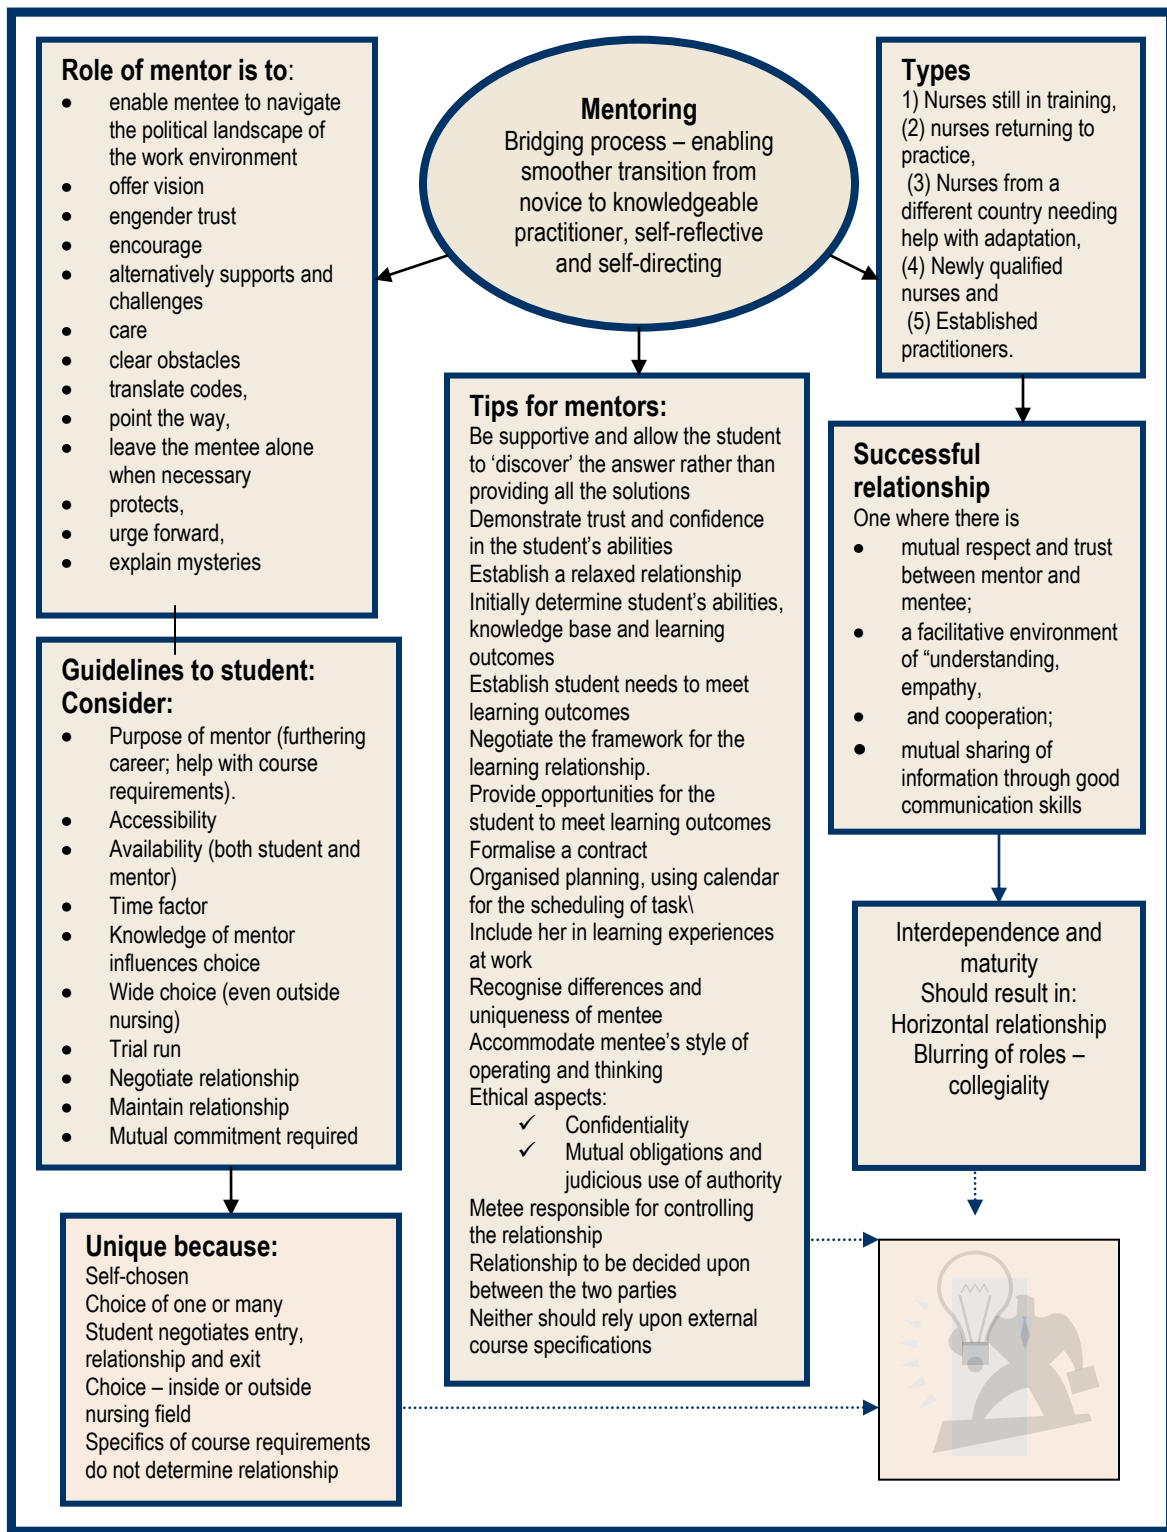 Mentoring
Bridging process – enabling
smoother transition from
novice to knowledgeable
practitioner, self-reflective
and self-directing
Role of mentor is to:
• enable mentee to navigate
the political landscape of
the work environment
• offer vision
• engender trust
• encourage
• alternatively supports and
challenges
• care
• clear obstacles
• translate codes,
• point the way,
• leave the mentee alone
when necessary
• protects,
• urge forward,
• explain mysteries
Guidelines to student:
Consider:
• Purpose of mentor (furthering
career; help with course
requirements).
• Accessibility
• Availability (both student and
mentor)
• Time factor
• Knowledge of mentor
influences choice
• Wide choice (even outside
nursing)
• Trial run
• Negotiate relationship
• Maintain relationship
• Mutual commitment required
Unique because:
Self-chosen
Choice of one or many
Student negotiates entry,
relationship and exit
Choice – inside or outside
nursing field
Specifics of course requirements
do not determine relationship
Tips for mentors:
Be supportive and allow the student
to ‘discover’ the answer rather than
providing all the solutions
Demonstrate trust and confidence
in the student’s abilities
Establish a relaxed relationship
Initially determine student’s abilities,
knowledge base and learning
outcomes
Establish student needs to meet
learning outcomes
Negotiate the framework for the
learning relationship.
Provide opportunities for the
student to meet learning outcomes
Formalise a contract
Organised planning, using calendar
for the scheduling of task\
Include her in learning experiences
at work
Recognise differences and
uniqueness of mentee
Accommodate mentee’s style of
operating and thinking
Ethical aspects:
✓ Confidentiality
✓ Mutual obligations and
judicious use of authority
Metee responsible for controlling
the relationship
Relationship to be decided upon
between the two parties
Neither should rely upon external
course specifications
Types
1) Nurses still in training,
(2) nurses returning to
practice,
(3) Nurses from a
different country needing
help with adaptation,
(4) Newly qualified
nurses and
(5) Established
practitioners.
Successful
relationship
One where there is
• mutual respect and trust
between mentor and
mentee;
• a facilitative environment
of “understanding,
empathy,
• and cooperation;
• mutual sharing of
information through good
communication skills
Interdependence and
maturity
Should result in:
Horizontal relationship
Blurring of roles –
collegiality